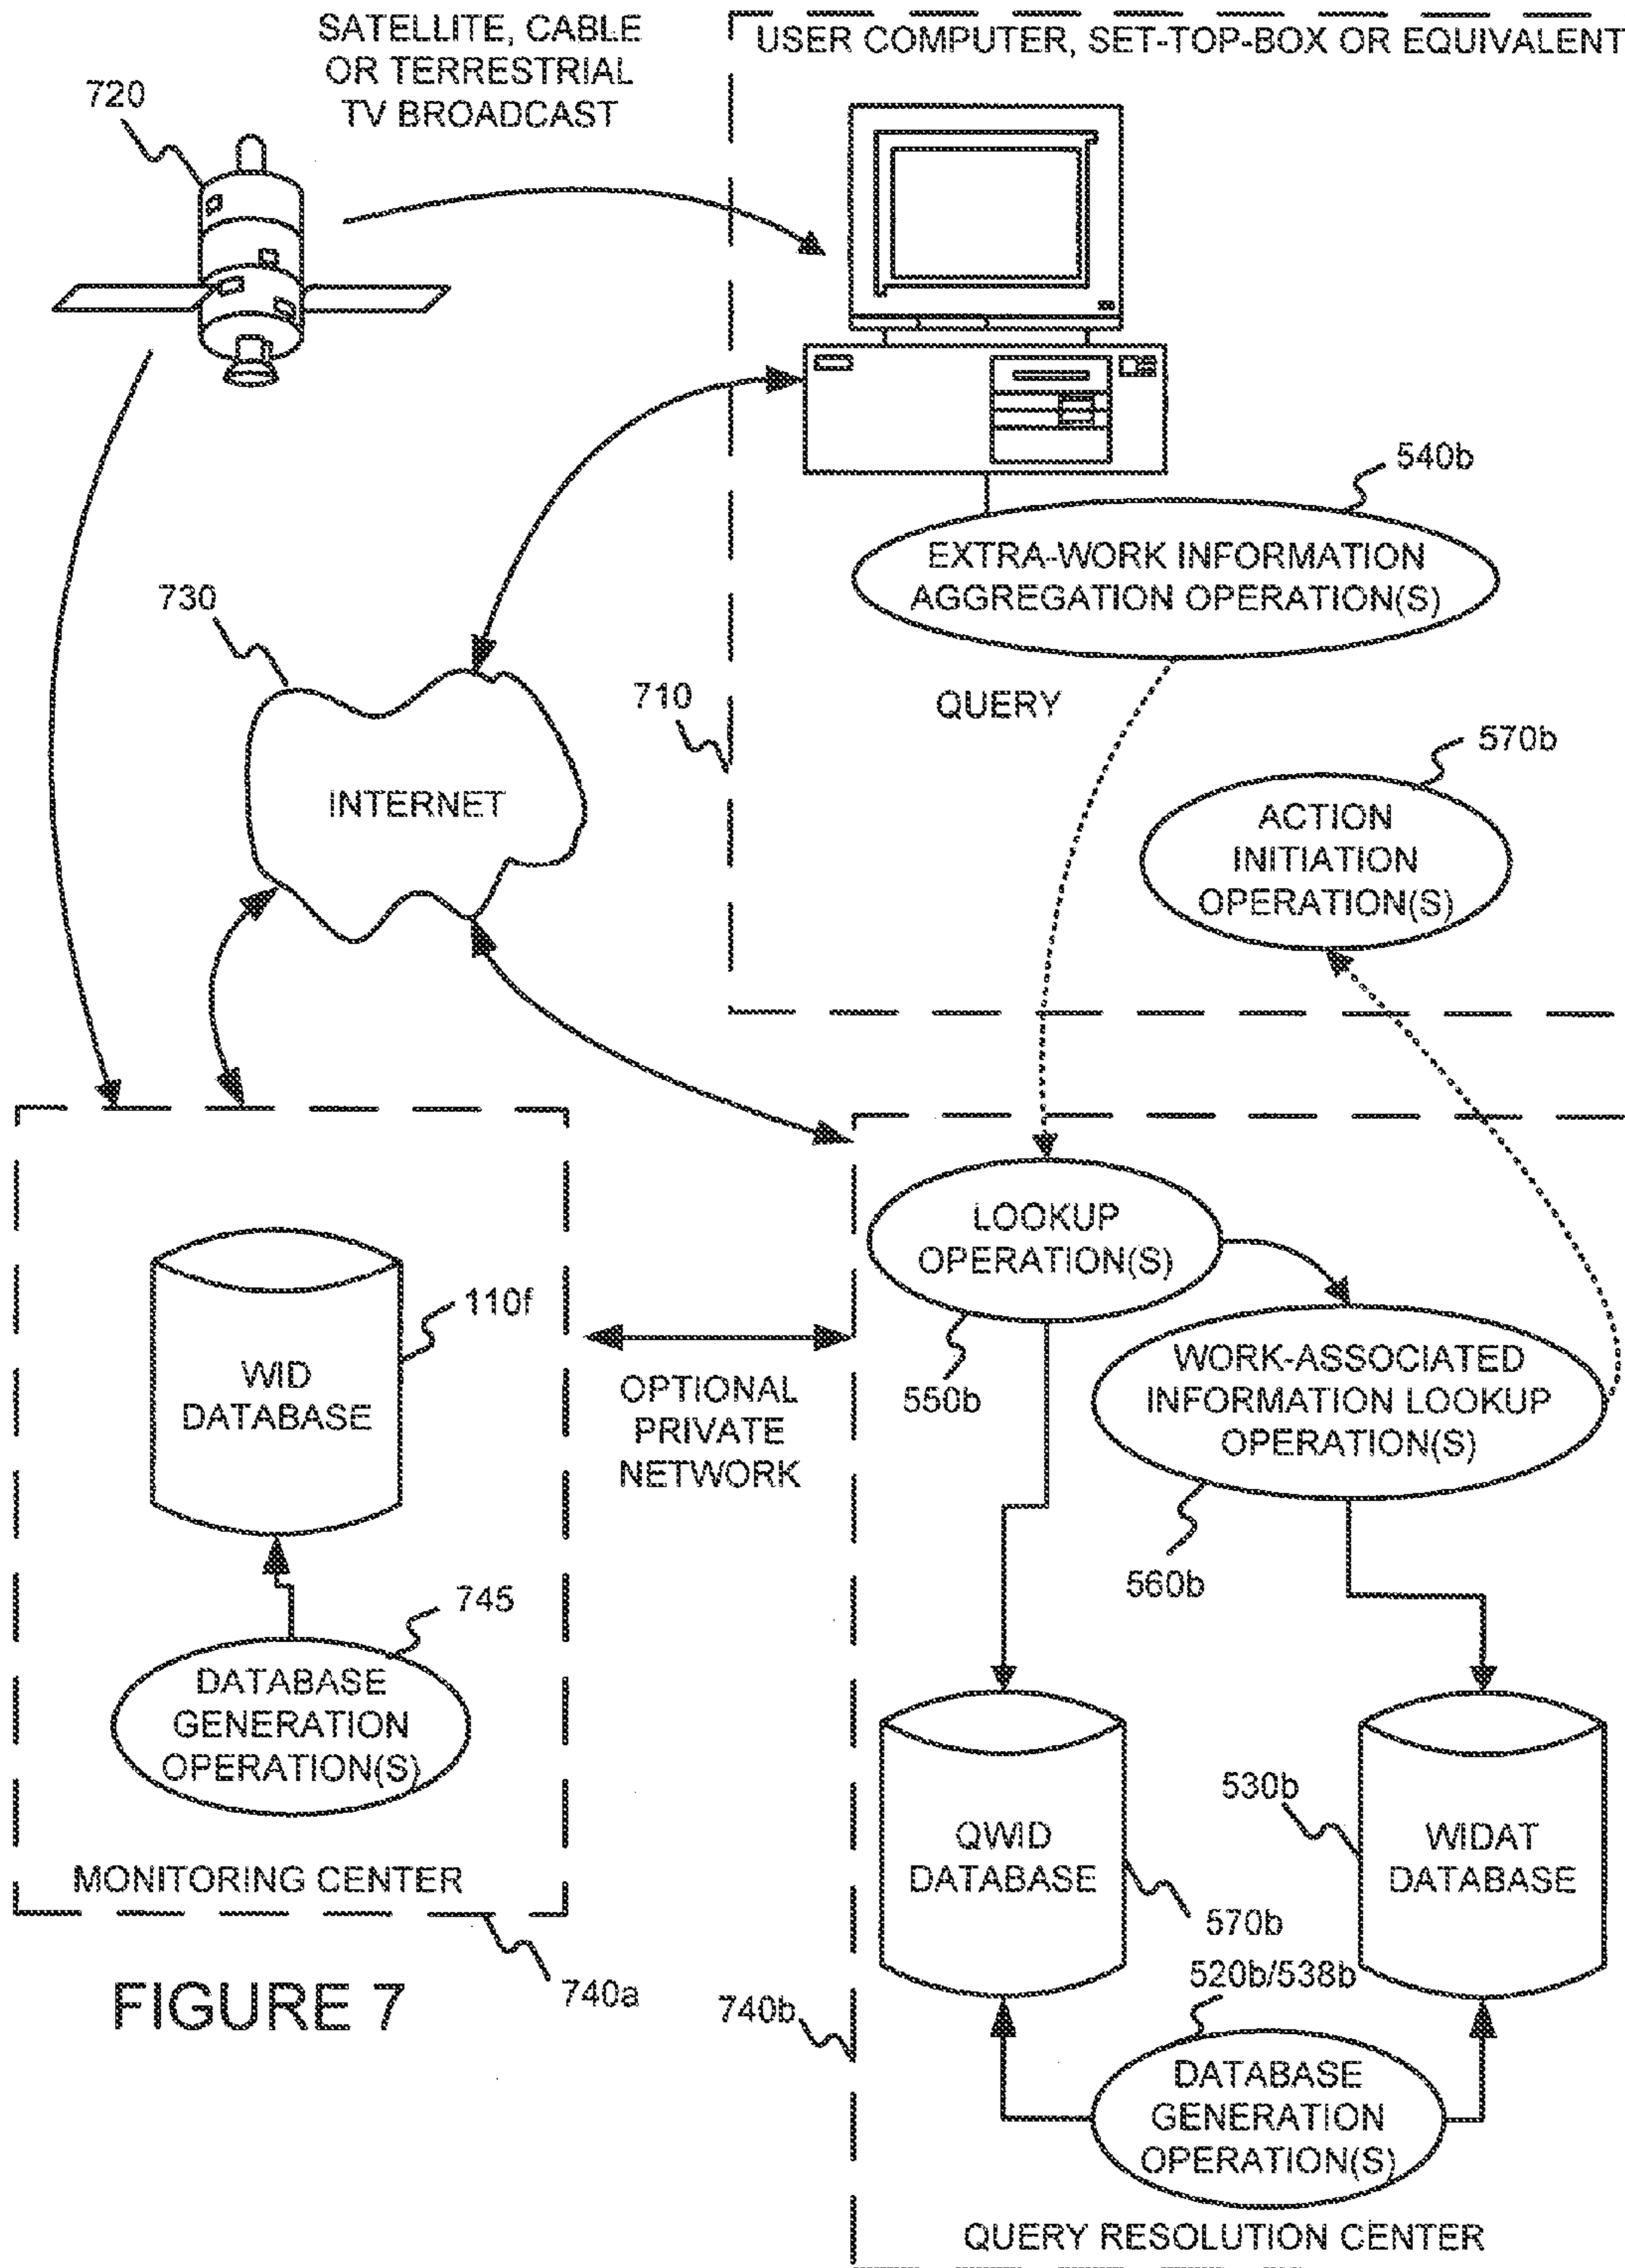 SATELLITE, CABLE
OR TERRESTRIAL
TV BROADCAST
USER COMPUTER, SET-TOP-BOX OR EQUIVALENT
720
540b
EXTRA-WORK INFORMATION
AGGREGATION OPERATION(S)
730
710
QUERY
570b
INTERNET
ACTION
INITIATION
OPERATION(S)
LOOKUP
OPERATION(S)
110f
WID
DATABASE
OPTIONAL
PRIVATE
NETWORK
550b
WORK-ASSOCIATED
INFORMATION LOOKUP
OPERATION(S)
560b
745
DATABASE
GENERATION
OPERATION(S)
530b
QWID
DATABASE
WIDAT
DATABASE
MONITORING CENTER
570b
740a
520b/538b
FIGURE 7
740b
DATABASE
GENERATION
OPERATION(S)
QUERY RESOLUTION CENTER